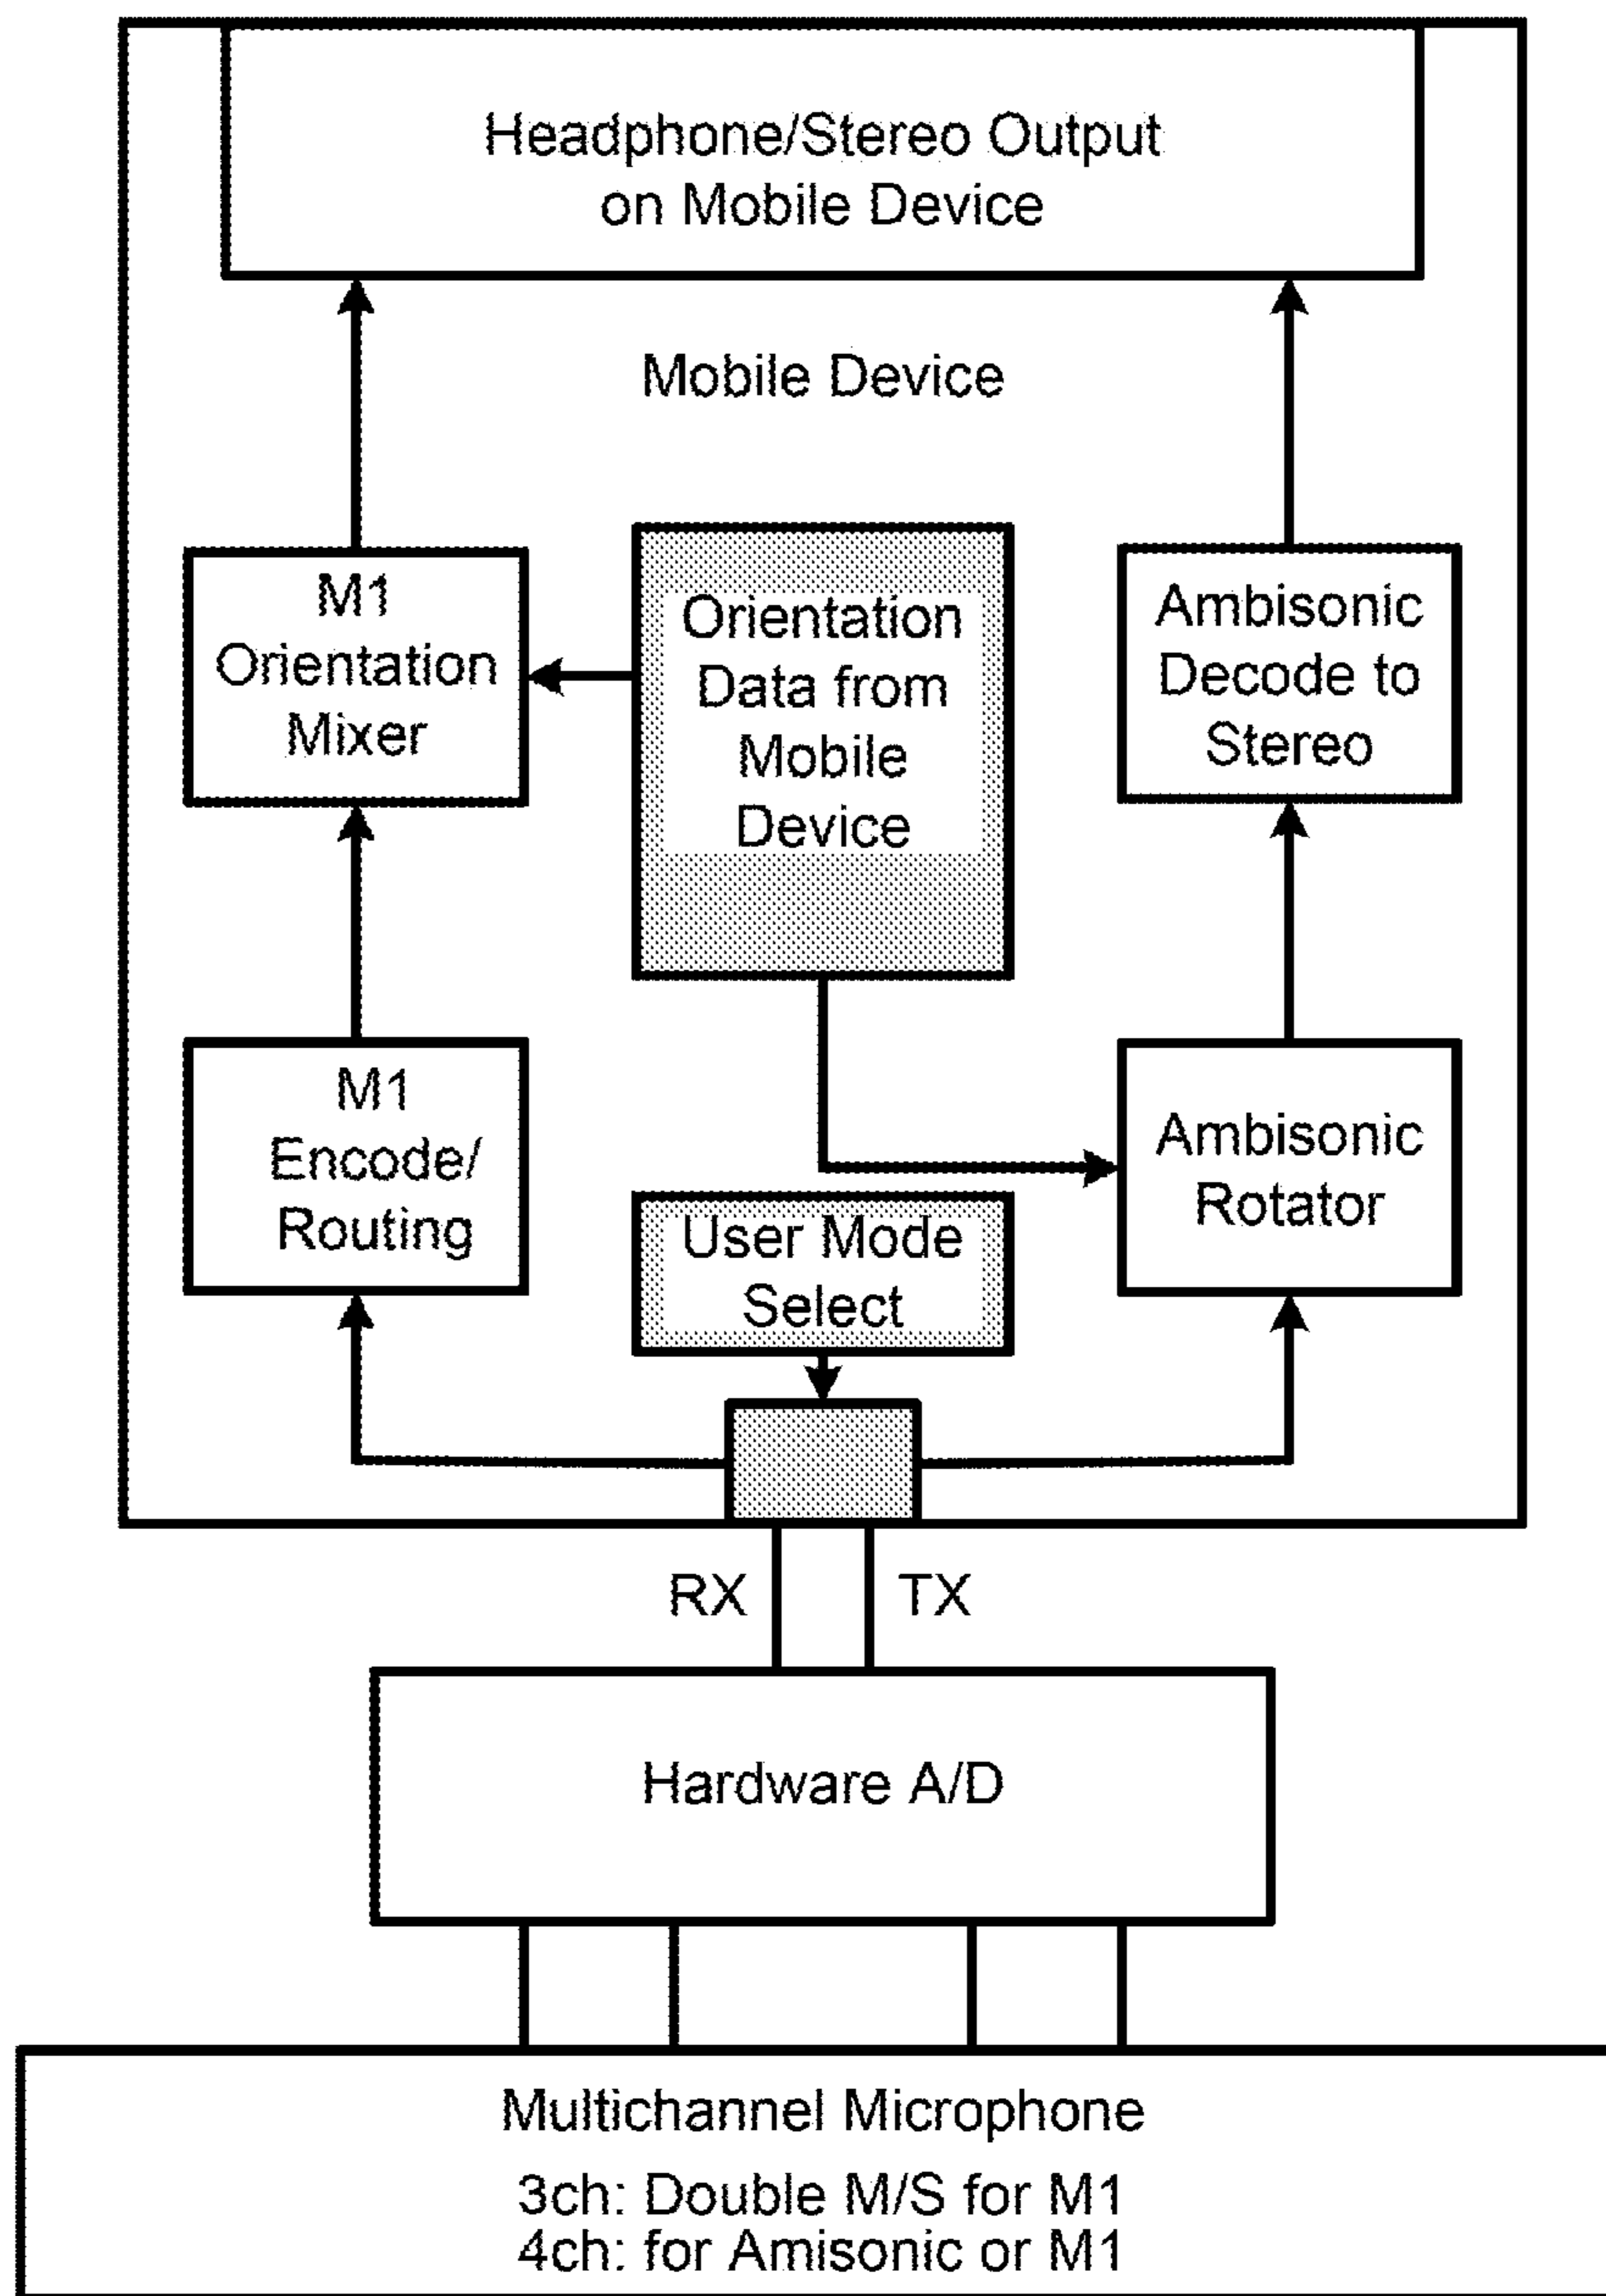 Headphone/Stereo Output
on Mobile Device
Mobile Device
M1
Orientation
Mixer
Orientation
Data from
Mobile
Device
Ambisonic
Decode to
Stereo
M1
Encode/
Routing
User Mode
Select
Ambisonic
Rotator
RX
TX
Hardware A/D
Multichannel Microphone
3ch: Double M/S for M1
4ch: for Amisonic or M1